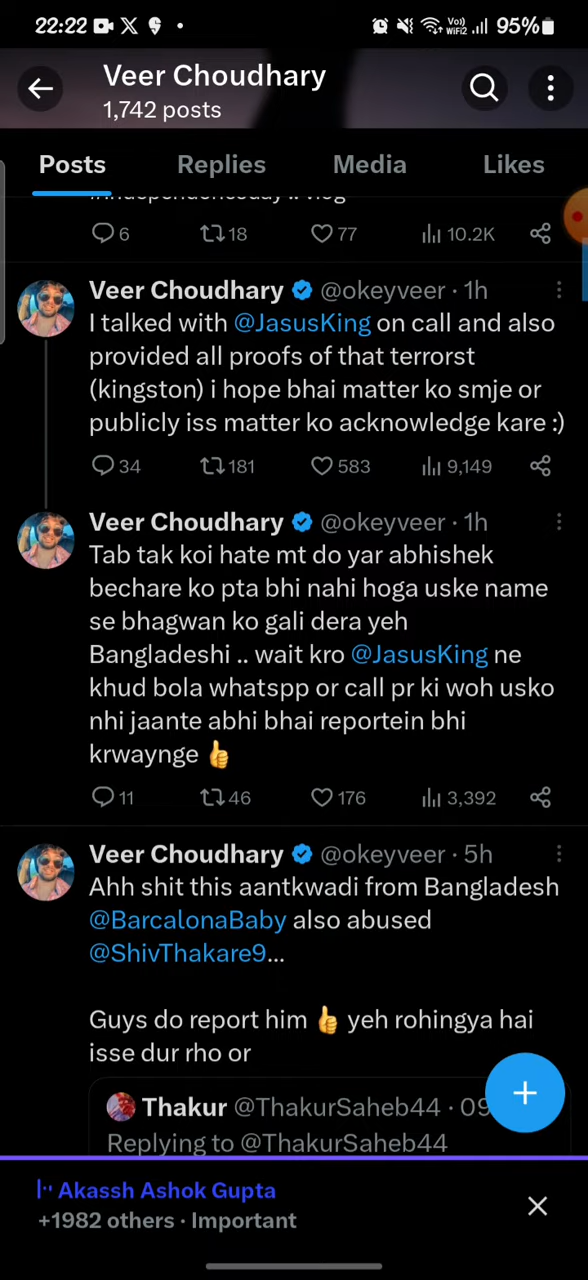 22:22
Vo)) WiFi2 95%
Veer Choudhary
1,742 posts
Posts Replies Media Likes
6 18 77 10.2K
Veer Choudhary @okeyveer · 1h
I talked with @JasusKing on call and also
provided all proofs of that terrorst
(kingston) i hope bhai matter ko smje or
publicly iss matter ko acknowledge kare :)
34 181 583 9,149
Veer Choudhary @okeyveer · 1h
Tab tak koi hate mt do yar abhishek
bechare ko pta bhi nahi hoga uske name
se bhagwan ko gali dera yeh
Bangladeshi .. wait kro @JasusKing ne
khud bola whatspp or call pr ki woh usko
nhi jaante abhi bhai reportein bhi
krwaynge 👍
11 46 176 3,392
Veer Choudhary @okeyveer · 5h
Ahh shit this aantkwadi from Bangladesh
@BarcalonaBaby also abused
@ShivThakare9...
Guys do report him 👍 yeh rohingya hai
isse dur rho or
Thakur @ThakurSaheb44 · 09
Replying to @ThakurSaheb44
Akassh Ashok Gupta
+1982 others · Important